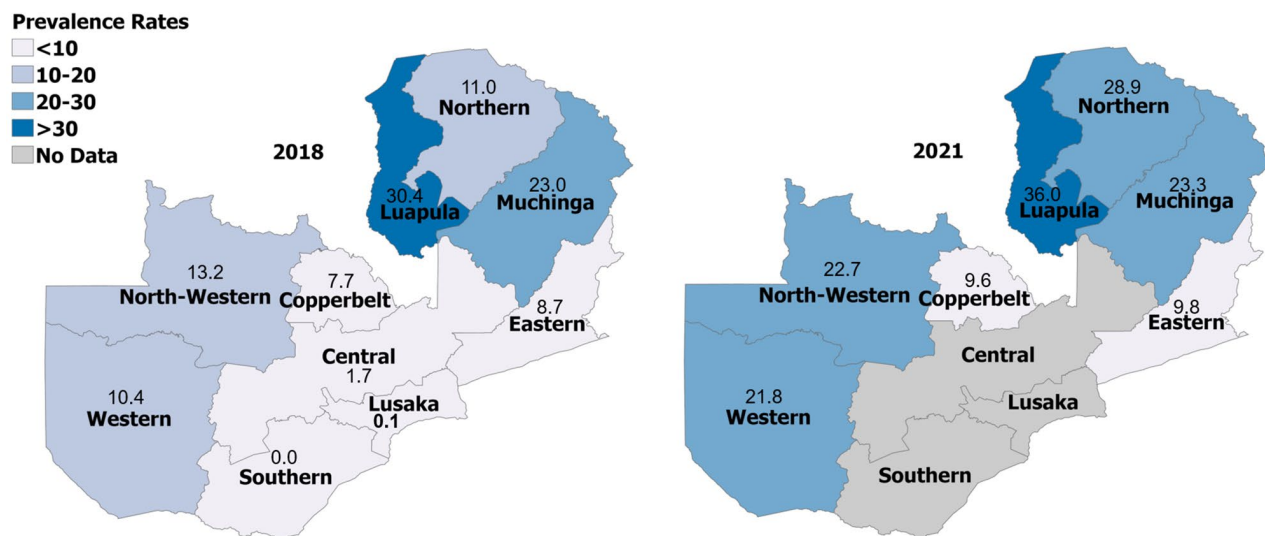 Prevalence Rates
<10
10-20
20-30
>30
No Data
2018
11.0
Northern
30.4
Luapula
23.0
Muchinga
13.2
North-Western
7.7
Copperbelt
8.7
Eastern
Central
1.7
10.4
Western
Lusaka
0.1
0.0
Southern
2021
28.9
Northern
36.0
Luapula
23.3
Muchinga
22.7
North-Western
9.6
Copperbelt
9.8
Eastern
Central
21.8
Western
Lusaka
Southern